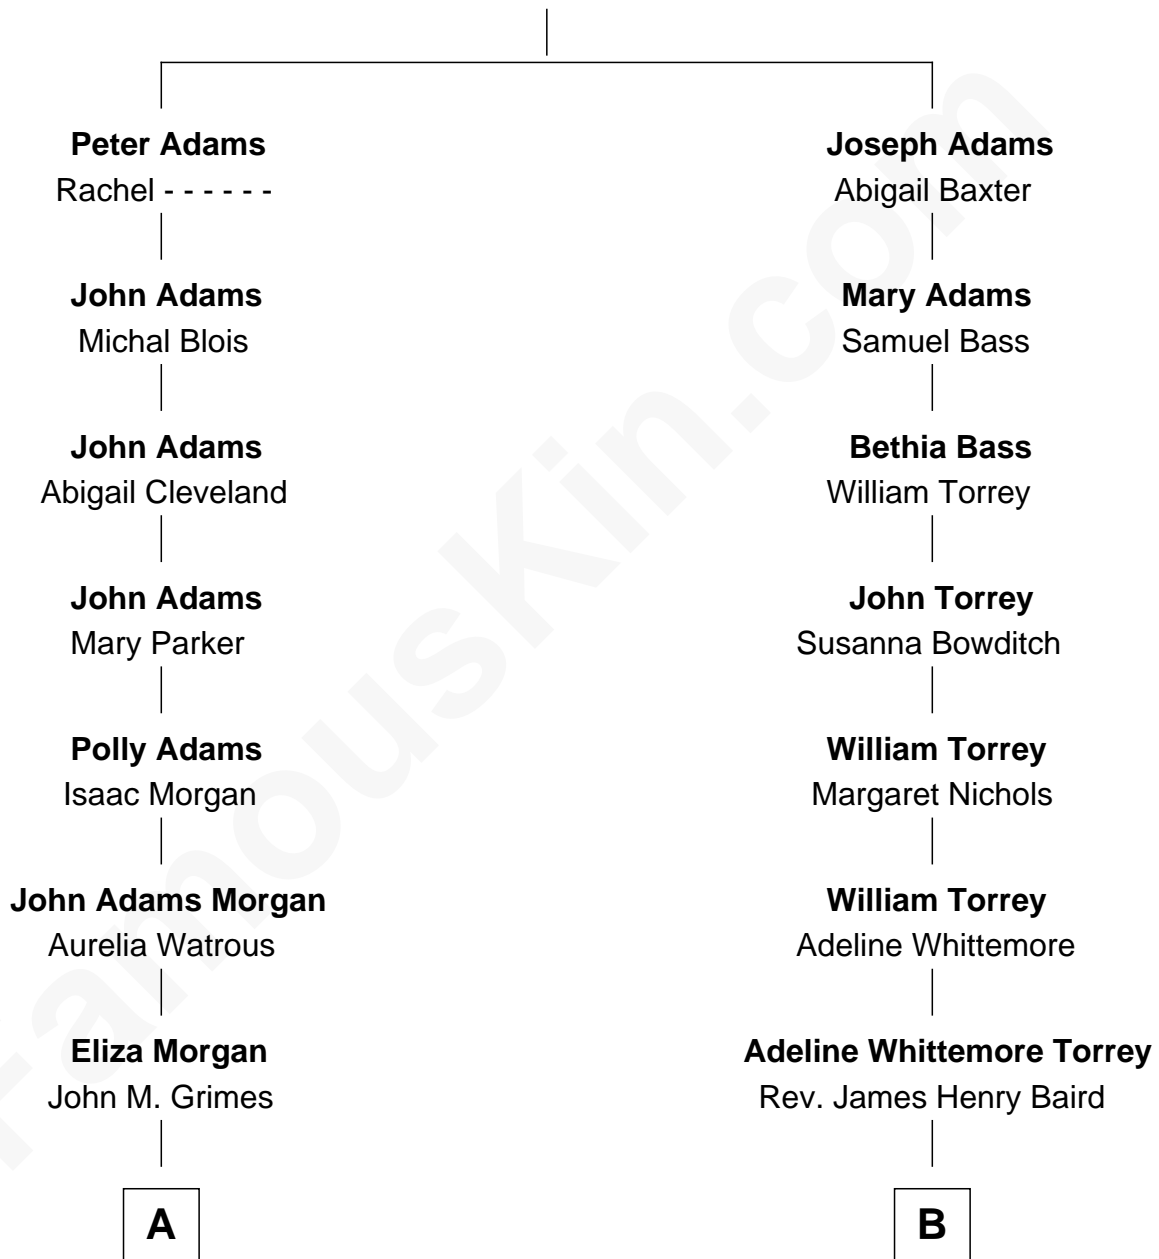 Peter Adams
Rachel - - - - - -
Joseph Adams
Abigail Baxter
John Adams
Michal Blois
Mary Adams
Samuel Bass
John Adams
Abigail Cleveland
Bethia Bass
William Torrey
John Adams
Mary Parker
John Torrey
Susanna Bowditch
Polly Adams
Isaac Morgan
William Torrey
Margaret Nichols
John Adams Morgan
Aurelia Watrous
William Torrey
Adeline Whittemore
Eliza Morgan
John M. Grimes
Adeline Whittemore Torrey
Rev. James Henry Baird
A
B
FamousKin.com